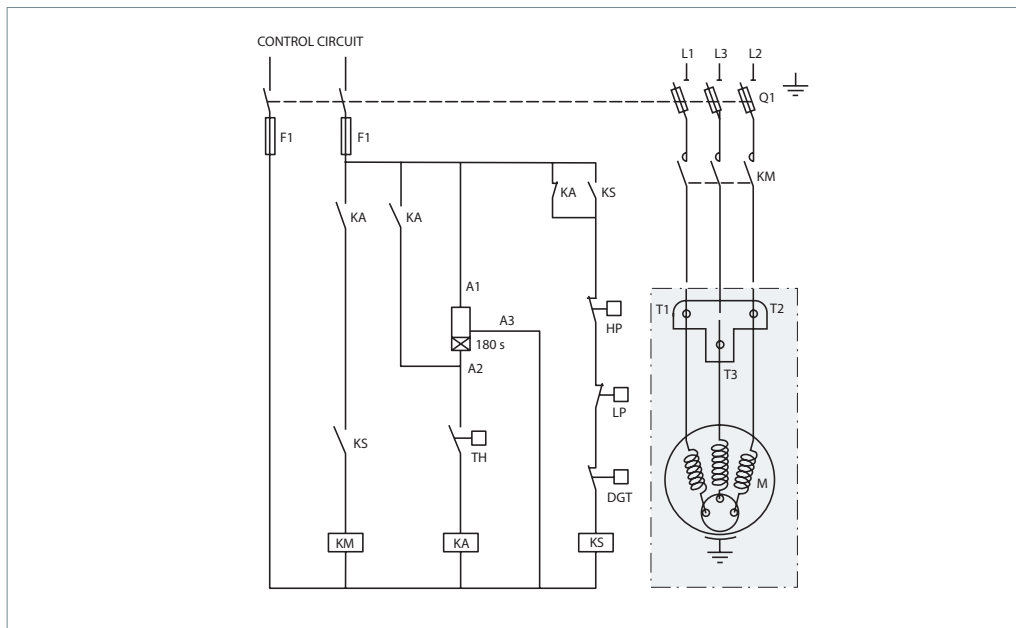 CONTROL CIRCUIT
L1 L3 L2
Q1
F1 F1
KA KS
KM
KA KA
A1
T1 T2
A3
HP
180 s
A2
T3
LP
KS
TH
M
DGT
KM KA KS